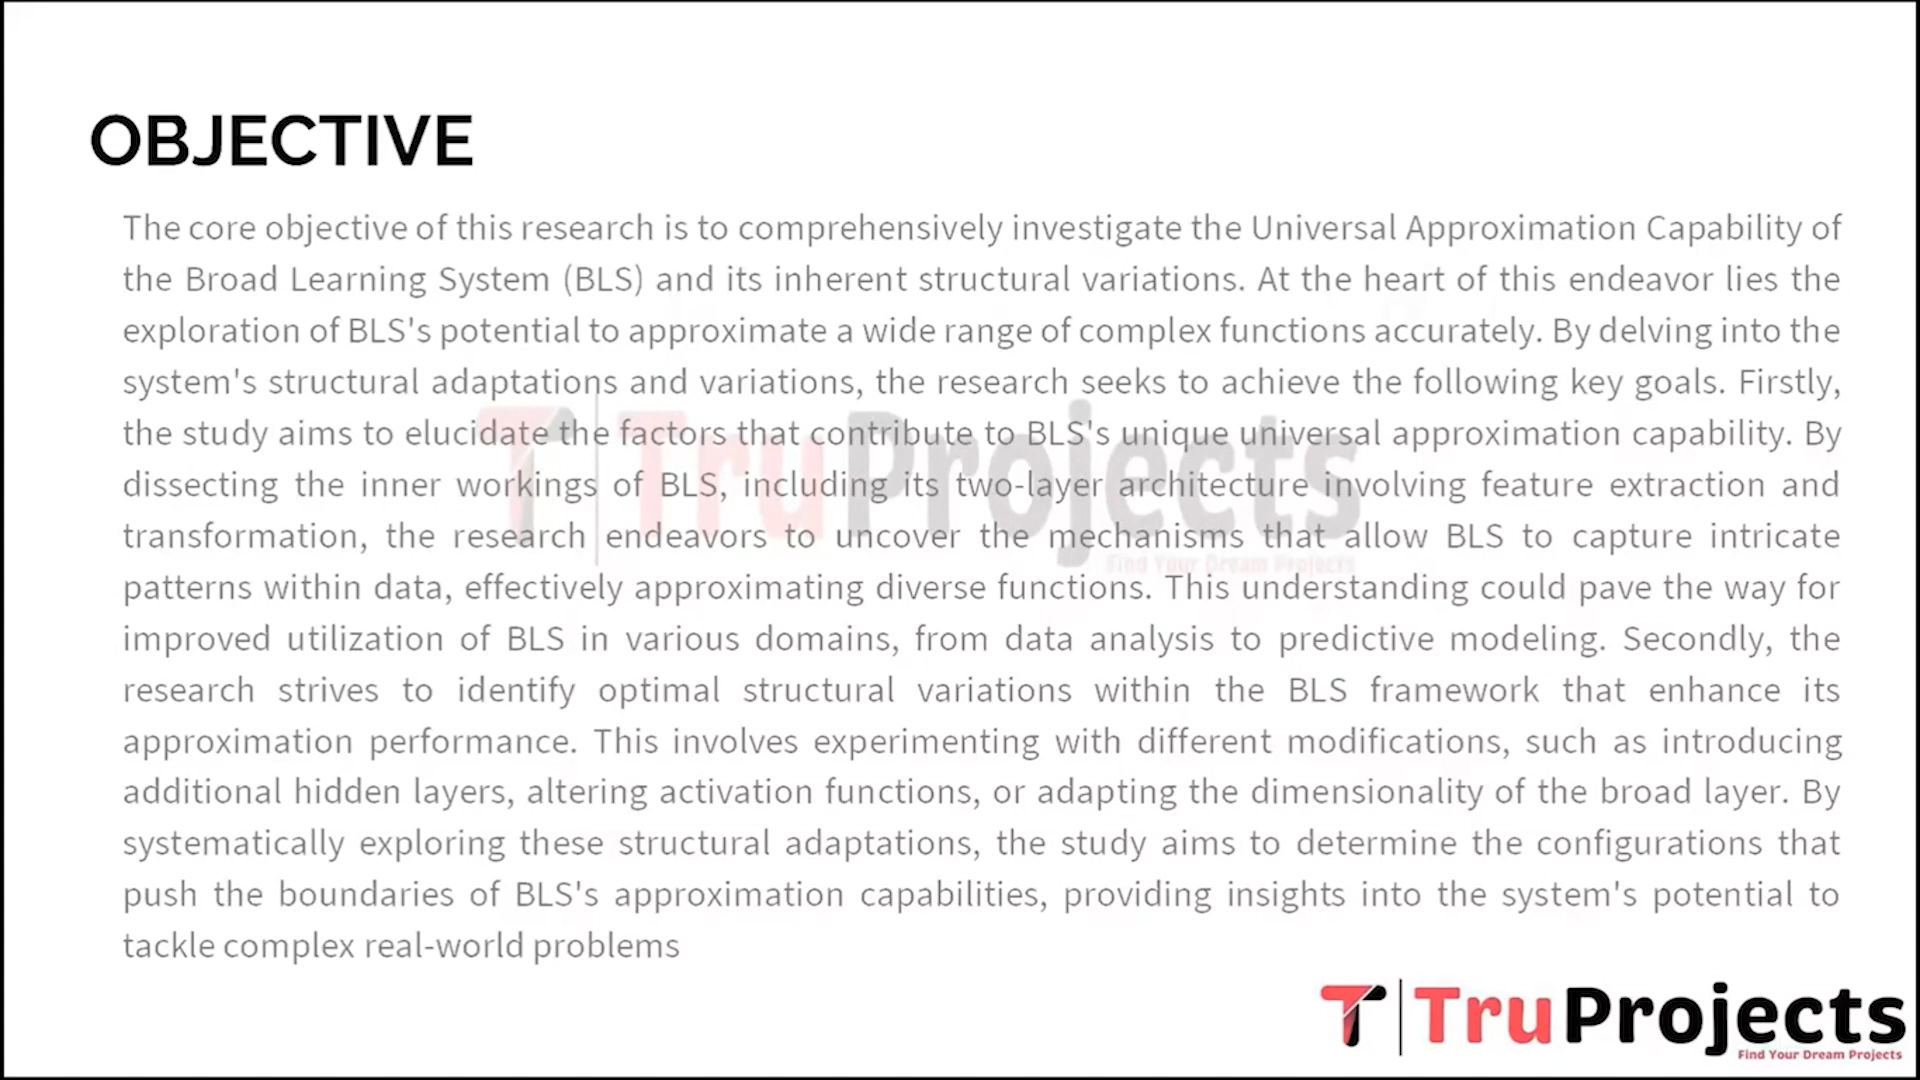 OBJECTIVE
The core objective of this research is to comprehensively investigate the Universal Approximation Capability of
the Broad Learning System (BLS) and its inherent structural variations. At the heart of this endeavor lies the
exploration of BLS's potential to approximate a wide range of complex functions accurately. By delving into the
system's structural adaptations and variations, the research seeks to achieve the following key goals. Firstly,
the study aims to elucidate the factors that contribute to BLS's unique universal approximation capability. By
dissecting the inner workings of BLS, including its two-layer architecture involving feature extraction and
transformation, the research endeavors to uncover the mechanisms that allow BLS to capture intricate
patterns within data, effectively approximating diverse functions. This understanding could pave the way for
improved utilization of BLS in various domains, from data analysis to predictive modeling. Secondly, the
research strives to identify optimal structural variations within the BLS framework that enhance its
approximation performance. This involves experimenting with different modifications, such as introducing
additional hidden layers, altering activation functions, or adapting the dimensionality of the broad layer. By
systematically exploring these structural adaptations, the study aims to determine the configurations that
push the boundaries of BLS's approximation capabilities, providing insights into the system's potential to
tackle complex real-world problems
TruProjects
Find Your Dream Projects
TruProjects
Find Your Dream Projects